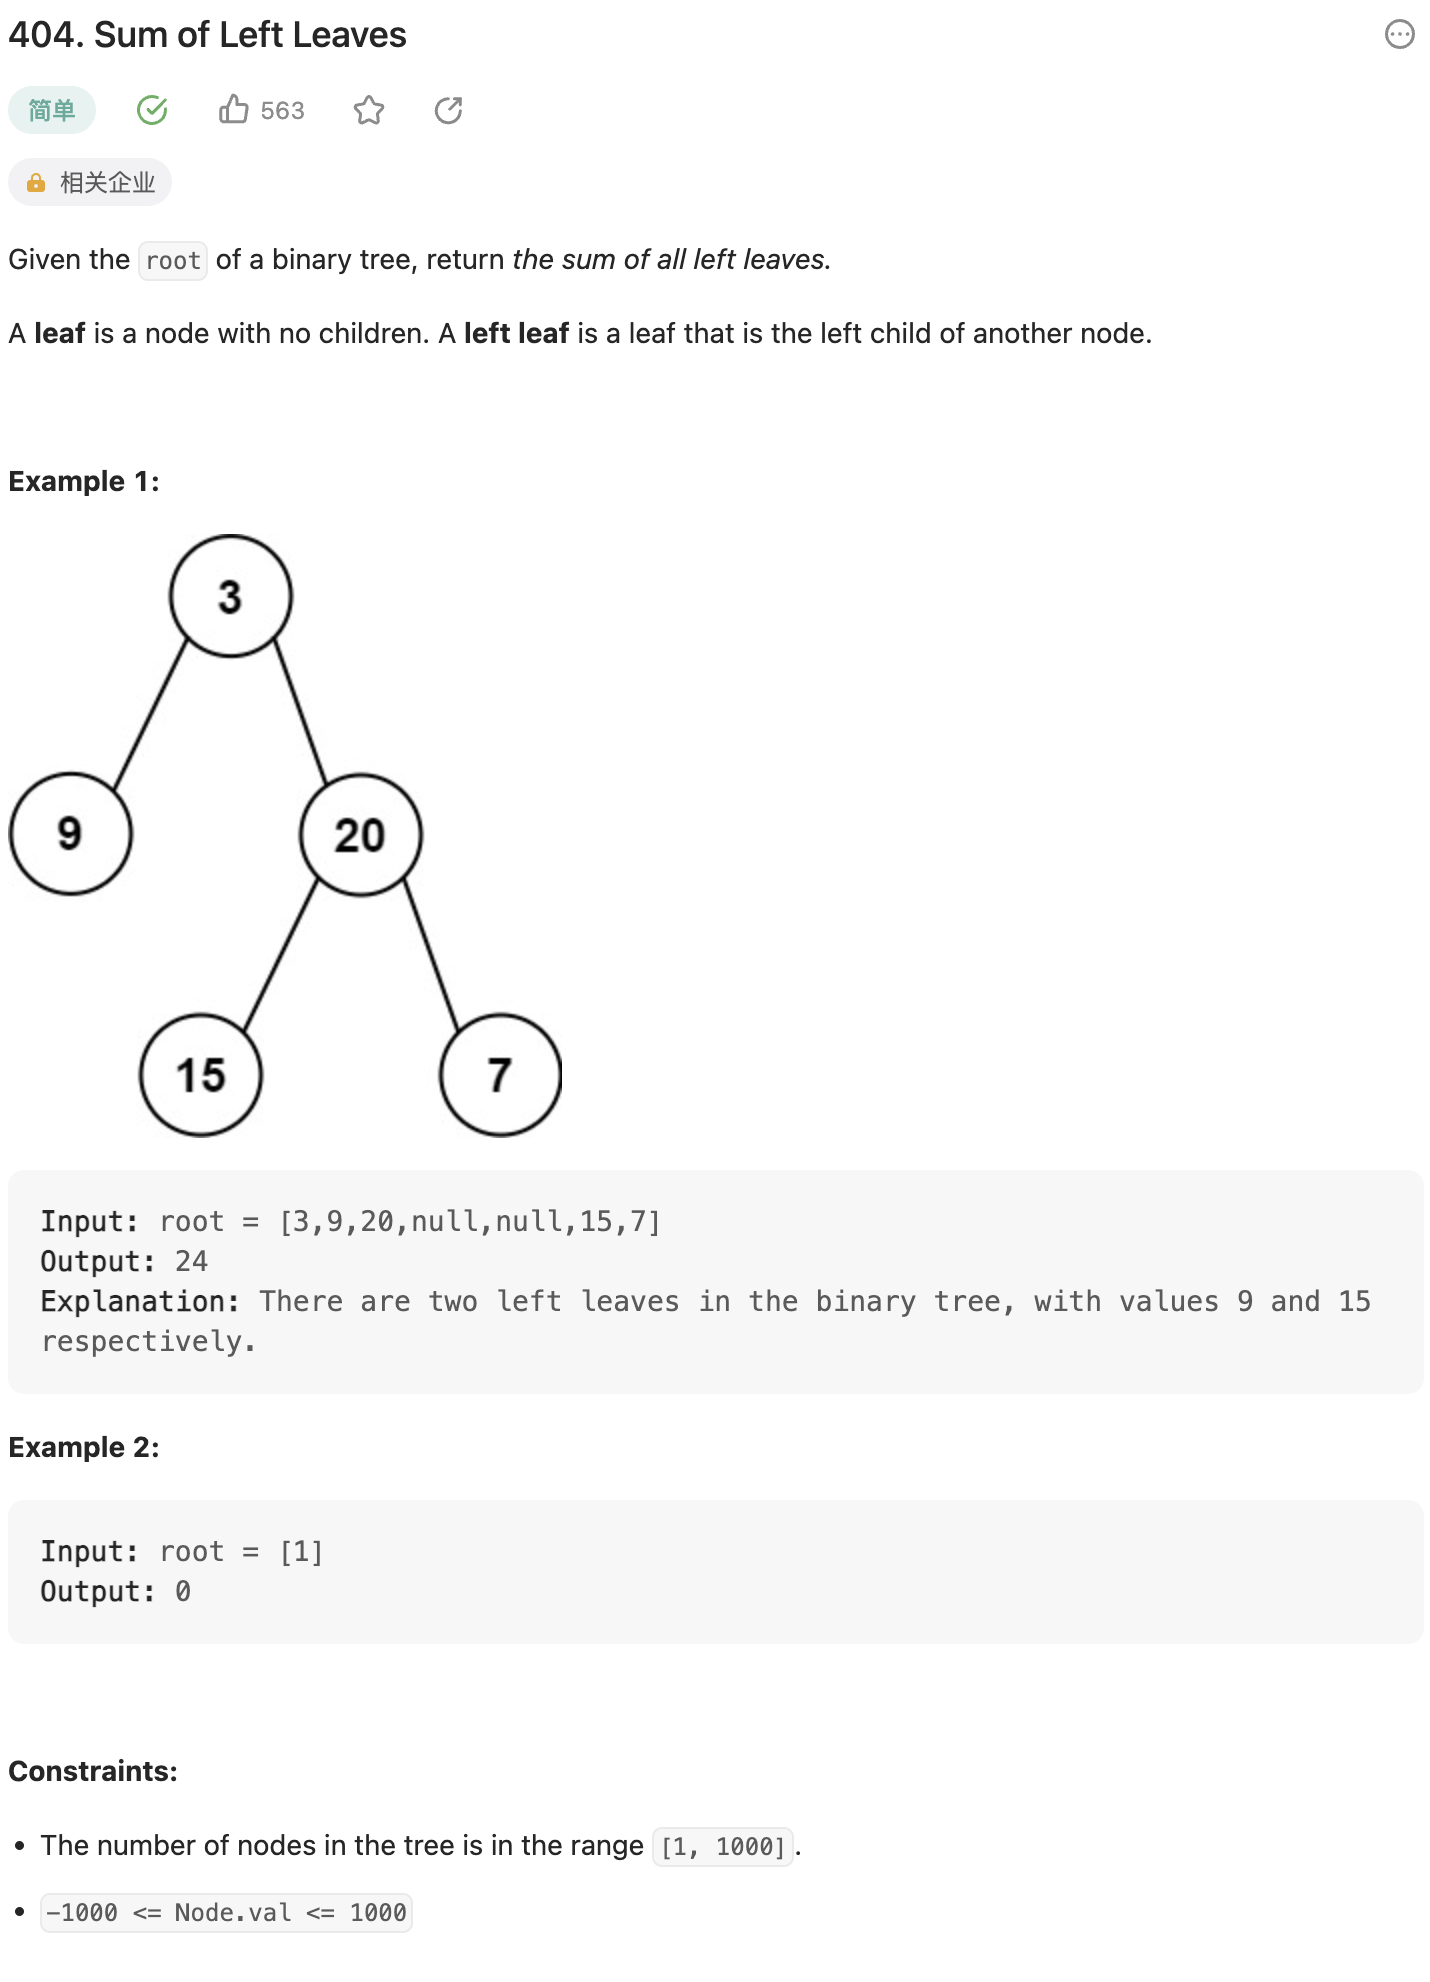 404. Sum of Left Leaves
简单
563
相关企业
Given the root of a binary tree, return the sum of all left leaves.
A leaf is a node with no children. A left leaf is a leaf that is the left child of another node.
Example 1:
3
9
20
15
7
Input: root = [3,9,20,null,null,15,7]
Output: 24
Explanation: There are two left leaves in the binary tree, with values 9 and 15
respectively.
Example 2:
Input: root = [1]
Output: 0
Constraints:
• The number of nodes in the tree is in the range [1, 1000].
• -1000 <= Node.val <= 1000